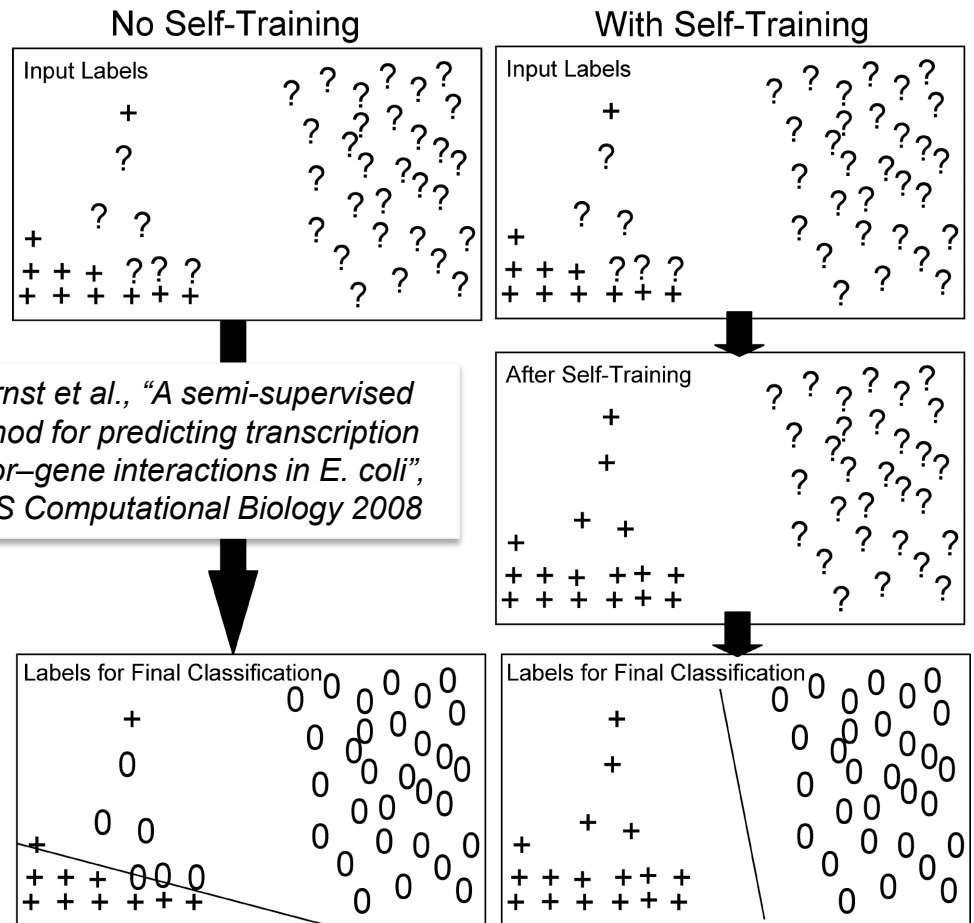 No Self-Training
With Self-Training
Input Labels
Input Labels
rnst et al., “A semi-supervised
for predicting transcription
or–gene interactions in E. coli”,
S Computational Biology 2008
After Self-Training
Labels for Final Classification
Labels for Final Classification